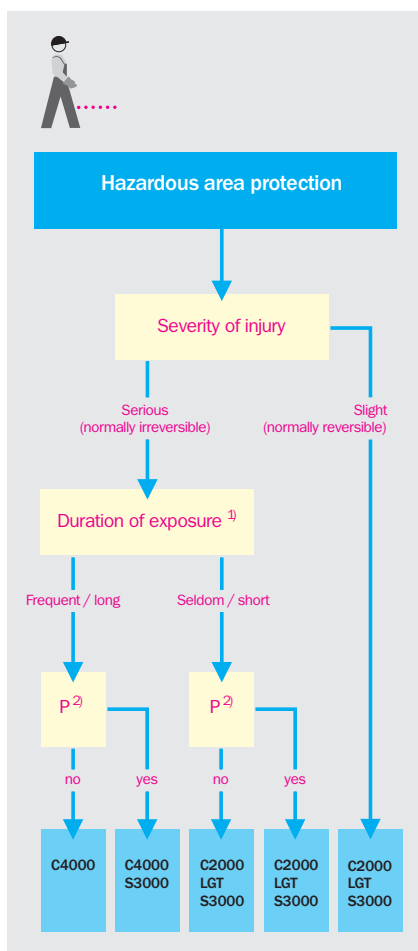 Hazardous area protection
Severity of injury
Serious
(normally irreversible)
Slight
(normally reversible)
Duration of exposure 1)
Frequent / long
Seldom / short
P 2)
P 2)
no
yes
no
yes
C4000
C4000
S3000
C2000
LGT
S3000
C2000
LGT
S3000
C2000
LGT
S3000